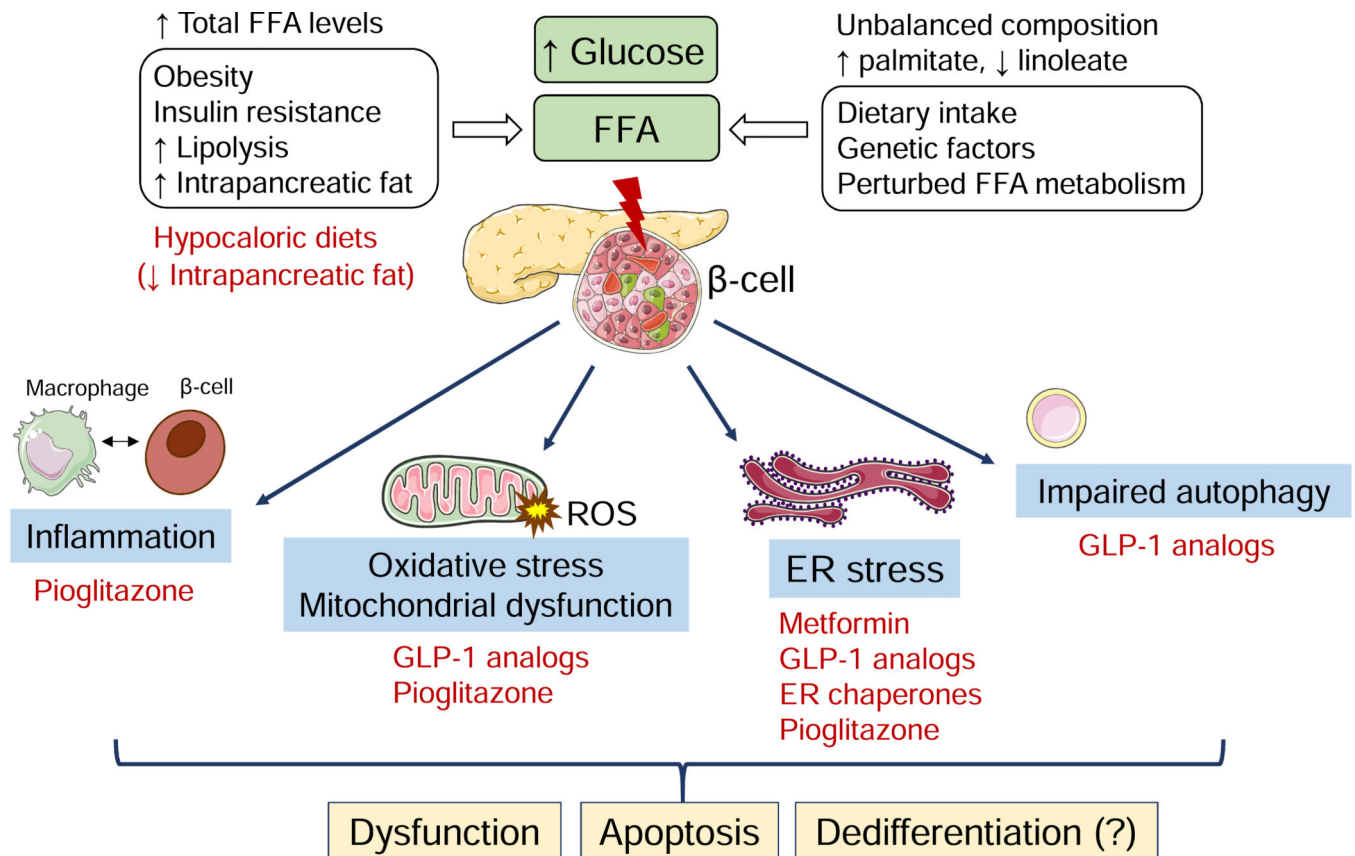 ↑ Total FFA levels
Obesity
Insulin resistance
↑ Lipolysis
↑ Intrapancreatic fat
Hypocaloric diets
(↓ Intrapancreatic fat)
↑ Glucose
FFA
Unbalanced composition
↑ palmitate, ↓ linoleate
Dietary intake
Genetic factors
Perturbed FFA metabolism
β-cell
Macrophage
β-cell
Inflammation
Pioglitazone
ROS
Oxidative stress
Mitochondrial dysfunction
GLP-1 analogs
Pioglitazone
ER stress
Metformin
GLP-1 analogs
ER chaperones
Pioglitazone
Impaired autophagy
GLP-1 analogs
Dysfunction
Apoptosis
Dedifferentiation (?)